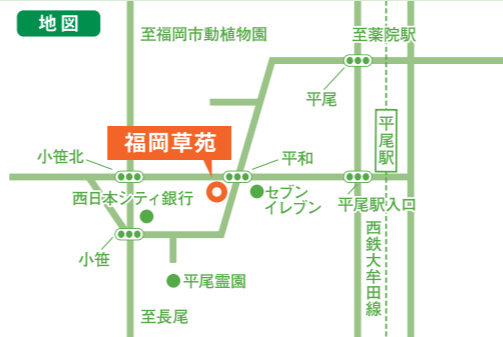 地図
至福岡市動植物園
至薬院駅
平尾
平尾駅
福岡草苑
小笹北
平和
西日本シティ銀行
セブン
イレブン
平尾駅入口
小笹
西鉄大牟田線
平尾霊園
至長尾